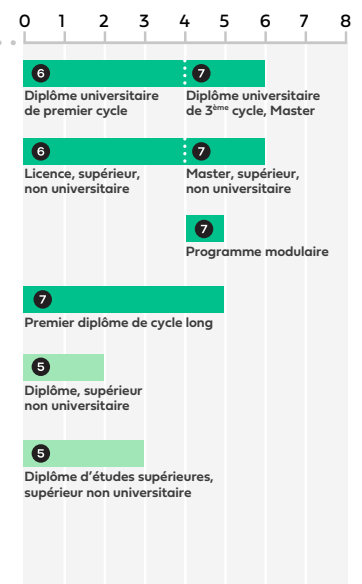 0 1 2 3 4 5 6 7 8
6 7
Diplôme universitaire
de premier cycle
Diplôme universitaire
de 3ème cycle, Master
6 7
Licence, supérieur,
non universitaire
Master, supérieur,
non universitaire
7
Programme modulaire
7
Premier diplôme de cycle long
5
Diplôme, supérieur
non universitaire
5
Diplôme d'études supérieures,
supérieur non universitaire